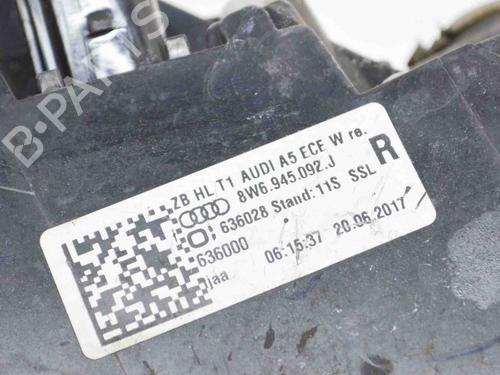 B-PARTS
ZB HL T1 AUDI A5 ECE W re.
8W6.945.092.J
R
636028 Stand: 11S SSL
636000 06:15:37 20.06.2017
ijaa